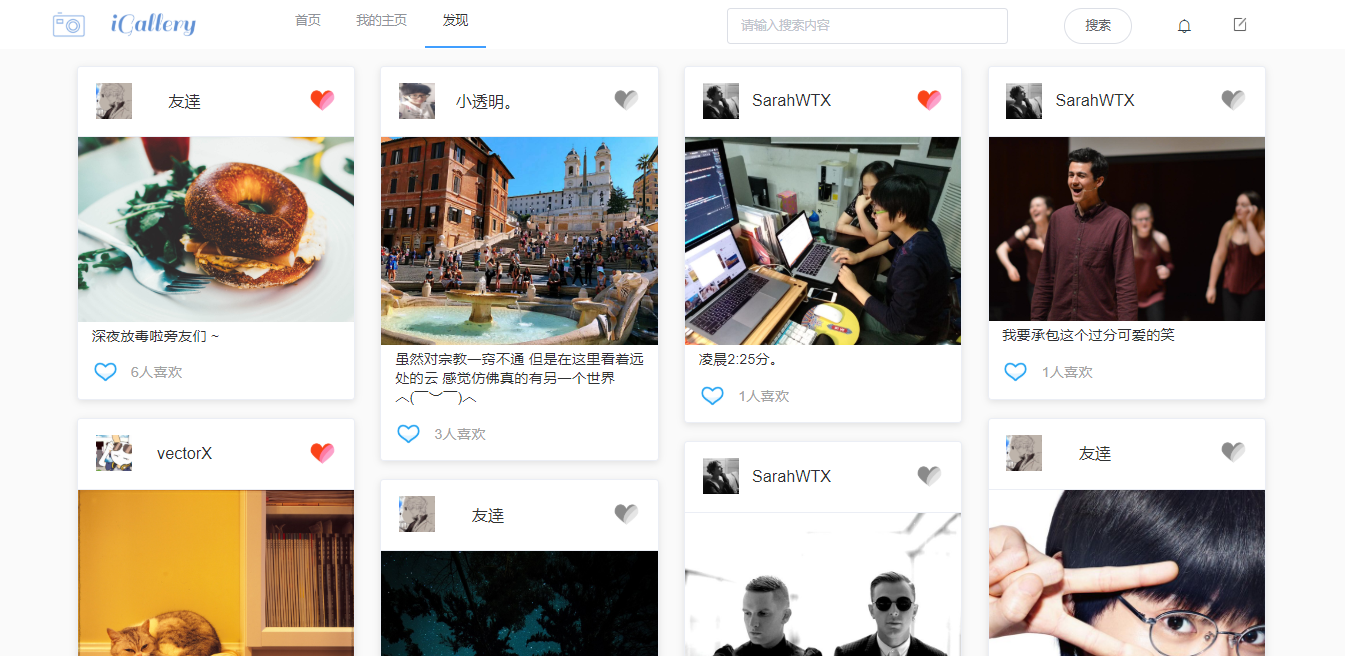 iGallery
首页
我的主页
发现
请输入搜索内容
搜索
友達
深夜放毒啦旁友们 ~
6人喜欢
vectorX
小透明。
虽然对宗教一窍不通 但是在这里看着远
处的云 感觉仿佛真的有另一个世界
︿(￣︶￣)︿
3人喜欢
友達
SarahWTX
凌晨2:25分。
1人喜欢
SarahWTX
SarahWTX
我要承包这个过分可爱的笑
1人喜欢
友達